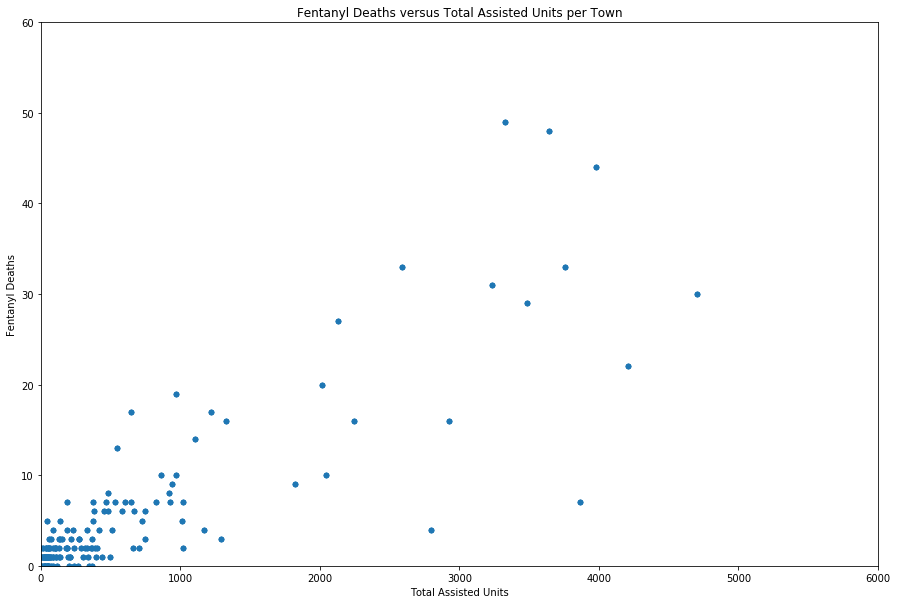 Fentanyl Deaths versus Total Assisted Units per Town
60
50
40
30
20
10
0
Fentanyl Deaths
0 1000 2000 3000 4000 5000 6000
Total Assisted Units